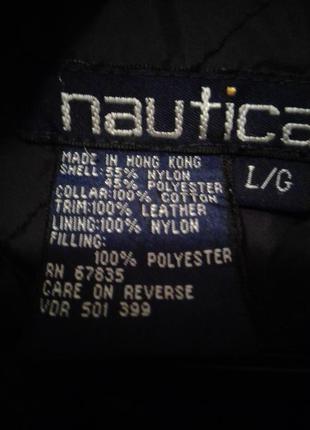 nautica
L/G
MADE IN HONG KONG
SHELL:55% NYLON
45% POLYESTER
COLLAR:100% COTTON
TRIM:100% LEATHER
LINING:100% NYLON
FILLING:
100% POLYESTER
RN 67835
CARE ON REVERSE
VDR 501 399